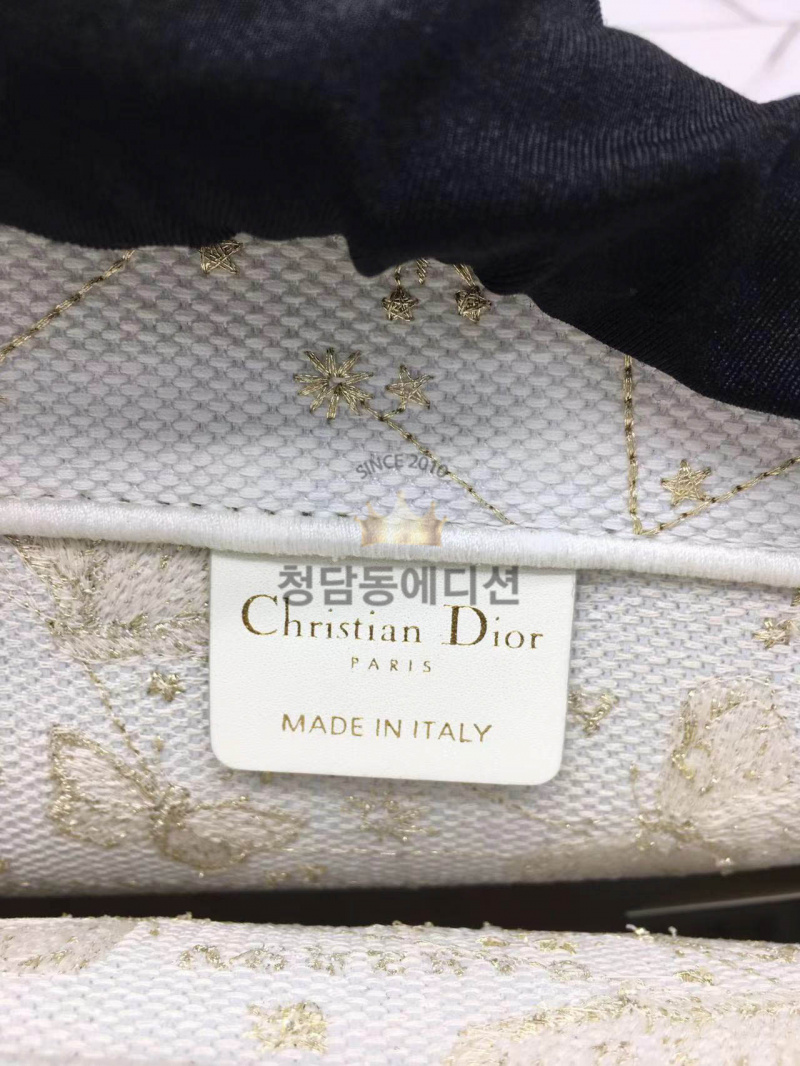 SINCE 2010
청담동에디션
Christian Dior
PARIS
MADE IN ITALY